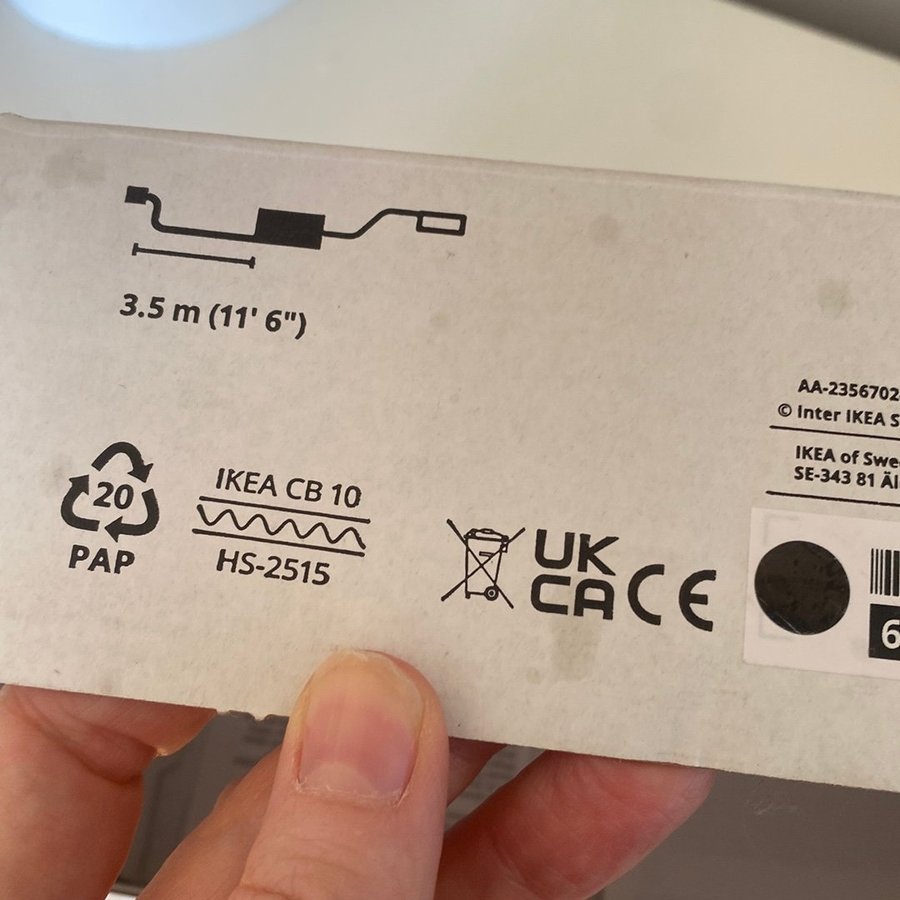 3.5 m (11' 6")
AA-2356702
© Inter IKEA S
IKEA of Swe
SE-343 81 Äl
20
PAP
IKEA CB 10
HS-2515
UK
CA CE
6